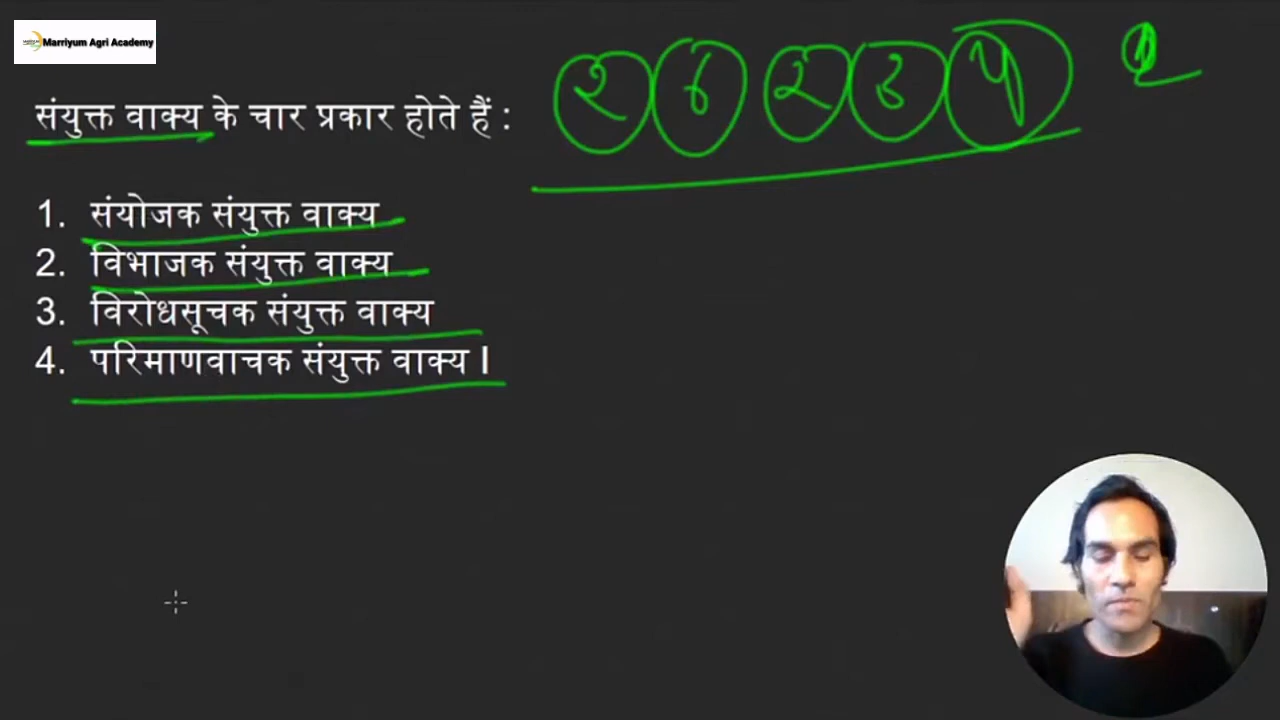 Marriyum Agri Academy
संयुक्त वाक्य के चार प्रकार होते हैं :
1. संयोजक संयुक्त वाक्य
2. विभाजक संयुक्त वाक्य
3. विरोधसूचक संयुक्त वाक्य
4. परिमाणवाचक संयुक्त वाक्य I